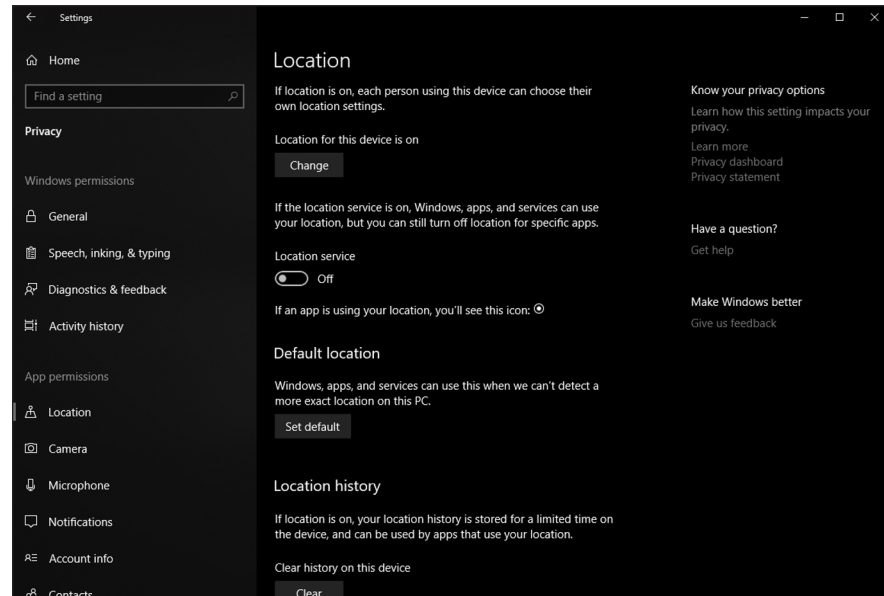 Settings
Home
Find a setting
Privacy
Windows permissions
General
Speech, inking, & typing
Diagnostics & feedback
Activity history
App permissions
Location
Camera
Microphone
Notifications
Account info
Contacts
Location
If location is on, each person using this device can choose their
own location settings.
Location for this device is on
Change
If the location service is on, Windows, apps, and services can use
your location, but you can still turn off location for specific apps.
Location service
Off
If an app is using your location, you'll see this icon:
Default location
Windows, apps, and services can use this when we can't detect a
more exact location on this PC.
Set default
Location history
If location is on, your location history is stored for a limited time on
the device, and can be used by apps that use your location.
Clear history on this device
Clear
Know your privacy options
Learn how this setting impacts your
privacy.
Learn more
Privacy dashboard
Privacy statement
Have a question?
Get help
Make Windows better
Give us feedback